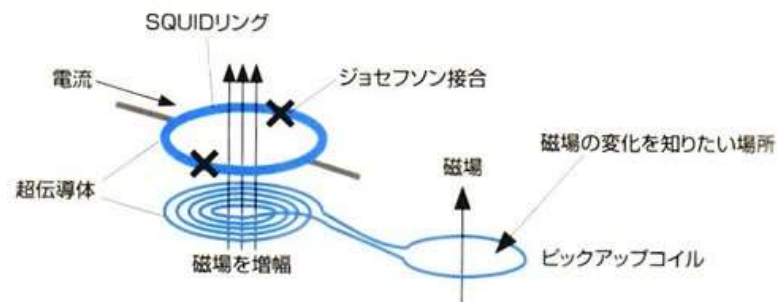 SQUIDリング
電流
ジョセフソン接合
磁場の変化を知りたい場所
磁場
超伝導体
ピックアップコイル
磁場を増幅